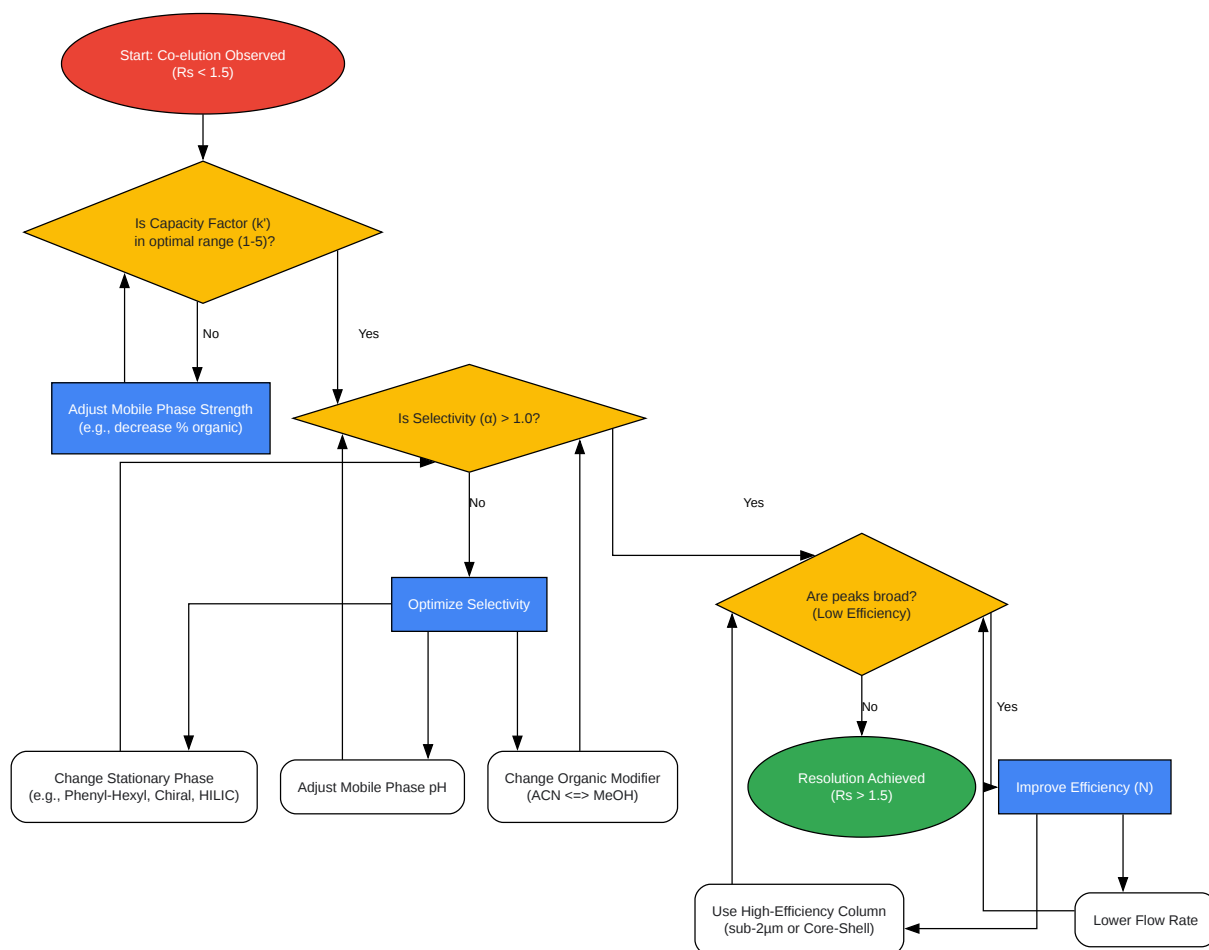 Start: Co-elution Observed
(Rs < 1.5)
Is Capacity Factor (k')
in optimal range (1-5)?
No
Yes
Adjust Mobile Phase Strength
(e.g., decrease % organic)
Is Selectivity (α) > 1.0?
No
Yes
Optimize Selectivity
Are peaks broad?
(Low Efficiency)
No
Yes
Change Stationary Phase
(e.g., Phenyl-Hexyl, Chiral, HILIC)
Adjust Mobile Phase pH
Change Organic Modifier
(ACN <=> MeOH)
Resolution Achieved
(Rs > 1.5)
Improve Efficiency (N)
Use High-Efficiency Column
(sub-2µm or Core-Shell)
Lower Flow Rate